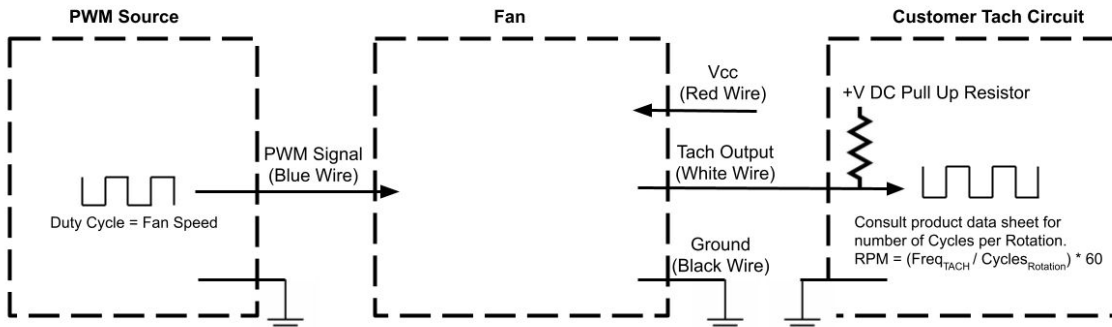 PWM Source
Fan
Customer Tach Circuit
Vcc
(Red Wire)
+V DC Pull Up Resistor
PWM Signal
(Blue Wire)
Tach Output
(White Wire)
Duty Cycle = Fan Speed
Consult product data sheet for
number of Cycles per Rotation.
RPM = (Freq_TACH / Cycles_Rotation) * 60
Ground
(Black Wire)